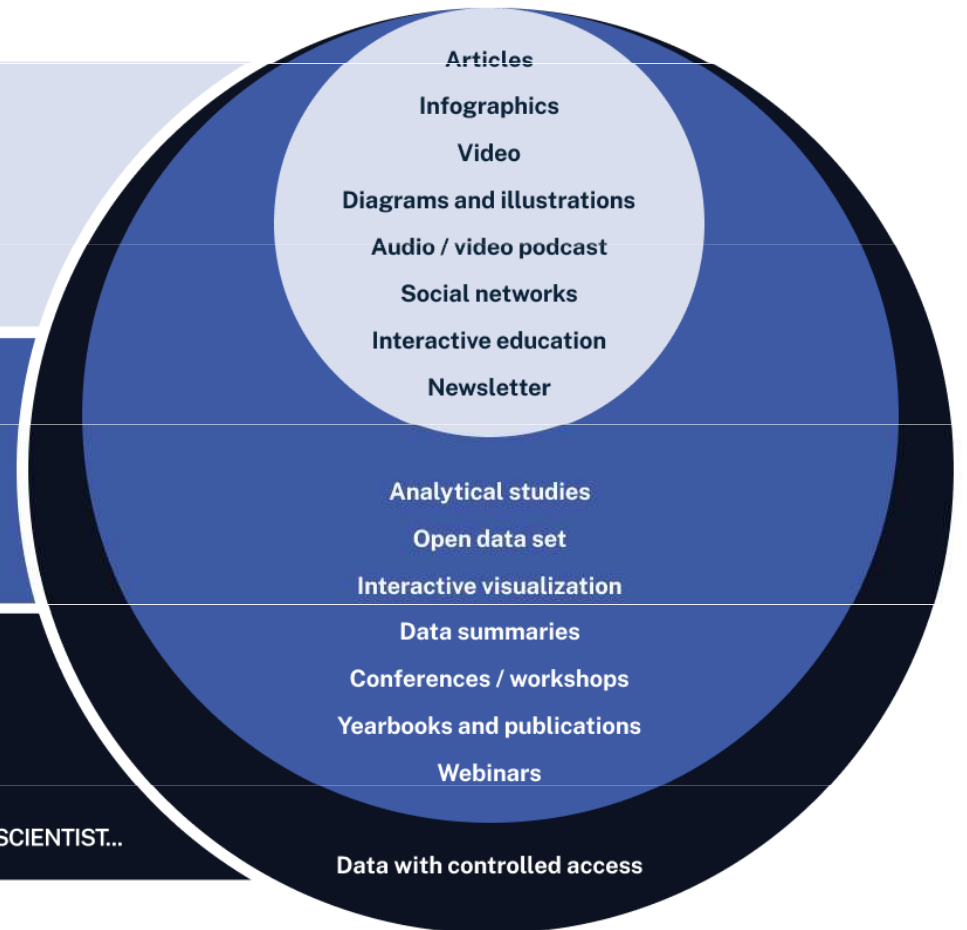 Articles
Infographics
Video
Diagrams and illustrations
Audio / video podcast
Social networks
Interactive education
Newsletter
Analytical studies
Open data set
Interactive visualization
Data summaries
Conferences / workshops
Yearbooks and publications
Webinars
SCIENTIST...
Data with controlled access